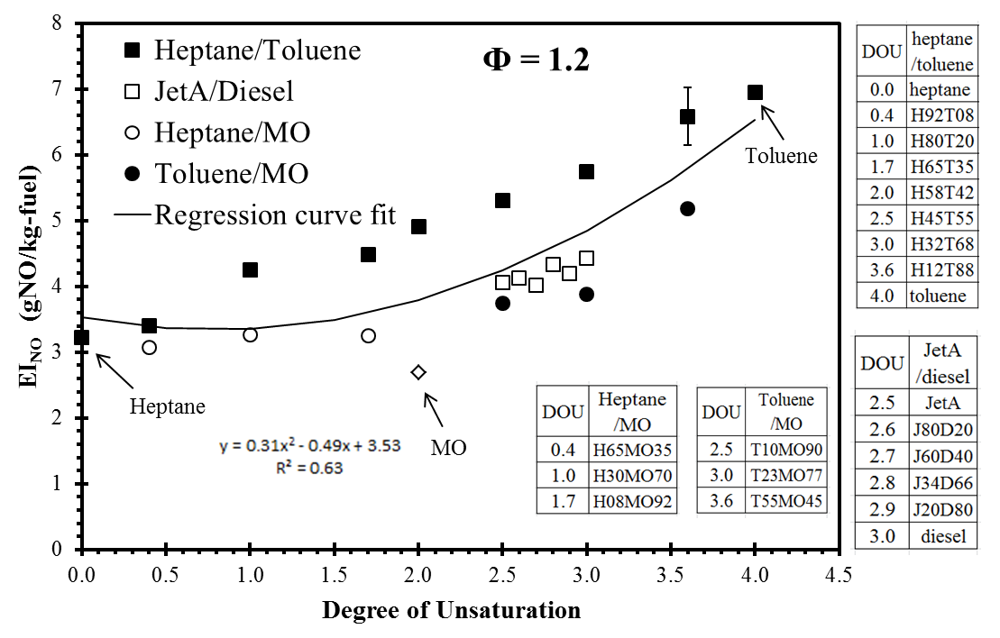 8
7
6
5
4
3
2
1
0
EI_NO (gNO/kg-fuel)
Heptane/Toluene
JetA/Diesel
Heptane/MO
Toluene/MO
Regression curve fit
Φ = 1.2
Toluene
Heptane
MO
y = 0.31x² - 0.49x + 3.53
R² = 0.63
DOU Heptane
/MO
0.4 H65MO35
1.0 H30MO70
1.7 H08MO92
DOU Toluene
/MO
2.5 T10MO90
3.0 T23MO77
3.6 T55MO45
0.0 0.5 1.0 1.5 2.0 2.5 3.0 3.5 4.0 4.5
Degree of Unsaturation
DOU heptane
/toluene
0.0 heptane
0.4 H92T08
1.0 H80T20
1.7 H65T35
2.0 H58T42
2.5 H45T55
3.0 H32T68
3.6 H12T88
4.0 toluene
DOU JetA
/diesel
2.5 JetA
2.6 J80D20
2.7 J60D40
2.8 J34D66
2.9 J20D80
3.0 diesel